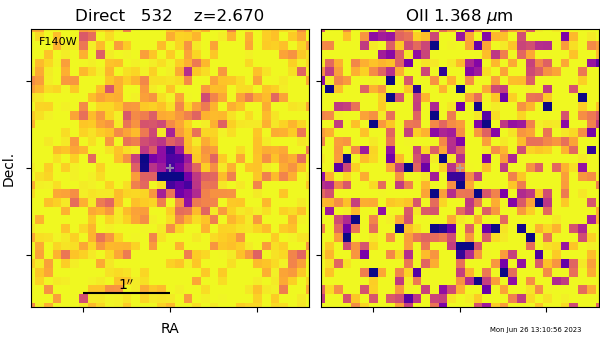 Direct 532 z=2.670
OII 1.368 μm
F140W
Decl.
1′′
RA
Mon Jun 26 13:10:56 2023